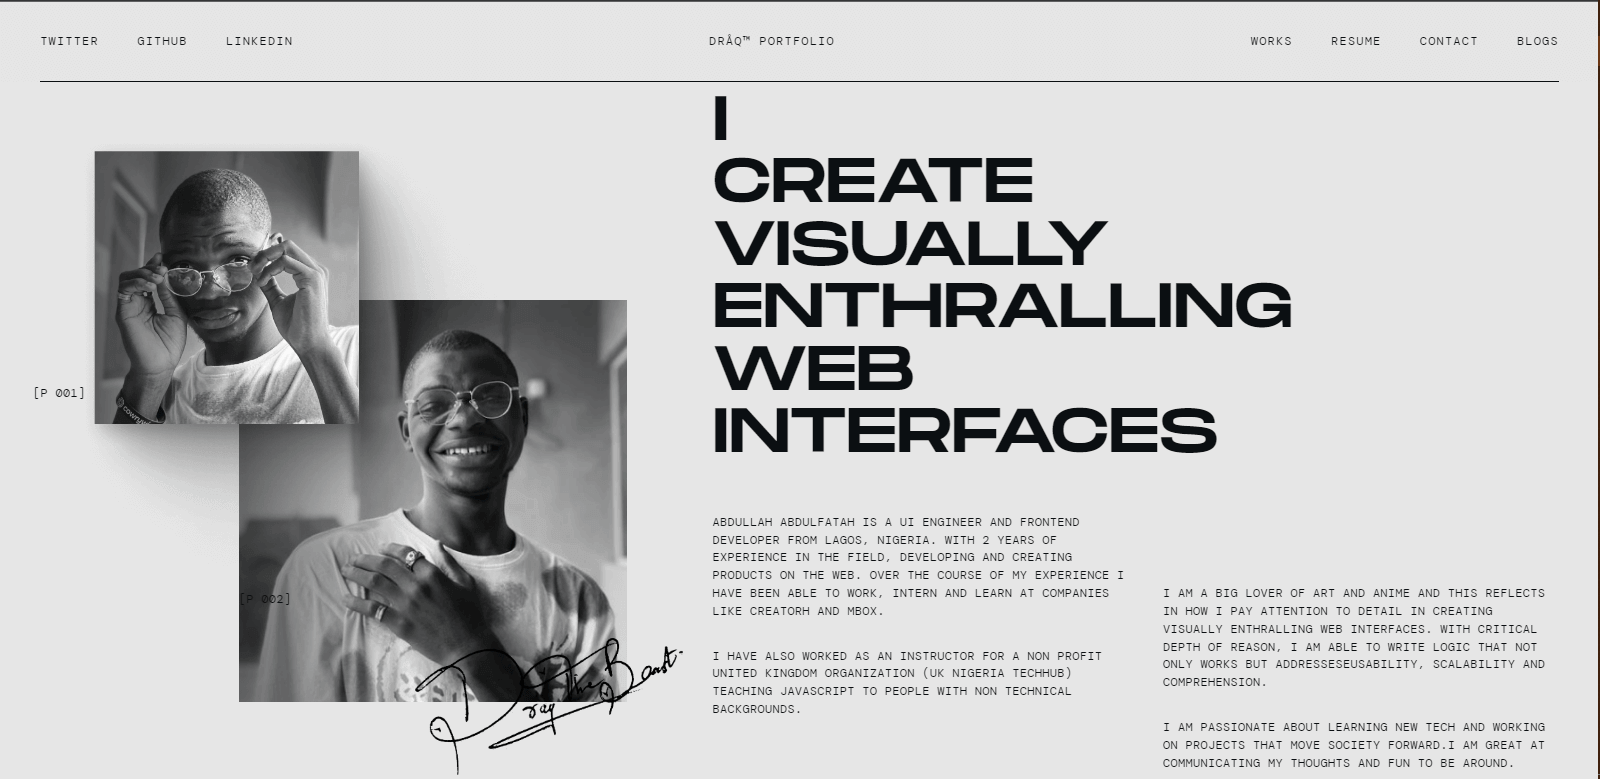 TWITTER GITHUB LINKEDIN DRÅQ™ PORTFOLIO WORKS RESUME CONTACT BLOGS
I
CREATE
VISUALLY
ENTHRALLING
WEB
INTERFACES
[P 001]
[P 002]
Draq The Beast.
ABDULLAH ABDULFATAH IS A UI ENGINEER AND FRONTEND
DEVELOPER FROM LAGOS, NIGERIA. WITH 2 YEARS OF
EXPERIENCE IN THE FIELD, DEVELOPING AND CREATING
PRODUCTS ON THE WEB. OVER THE COURSE OF MY EXPERIENCE I
HAVE BEEN ABLE TO WORK, INTERN AND LEARN AT COMPANIES
LIKE CREATORH AND MBOX.
I HAVE ALSO WORKED AS AN INSTRUCTOR FOR A NON PROFIT
UNITED KINGDOM ORGANIZATION (UK NIGERIA TECHHUB)
TEACHING JAVASCRIPT TO PEOPLE WITH NON TECHNICAL
BACKGROUNDS.
I AM A BIG LOVER OF ART AND ANIME AND THIS REFLECTS
IN HOW I PAY ATTENTION TO DETAIL IN CREATING
VISUALLY ENTHRALLING WEB INTERFACES. WITH CRITICAL
DEPTH OF REASON, I AM ABLE TO WRITE LOGIC THAT NOT
ONLY WORKS BUT ADDRESSESEUSABILITY, SCALABILITY AND
COMPREHENSION.
I AM PASSIONATE ABOUT LEARNING NEW TECH AND WORKING
ON PROJECTS THAT MOVE SOCIETY FORWARD.I AM GREAT AT
COMMUNICATING MY THOUGHTS AND FUN TO BE AROUND.